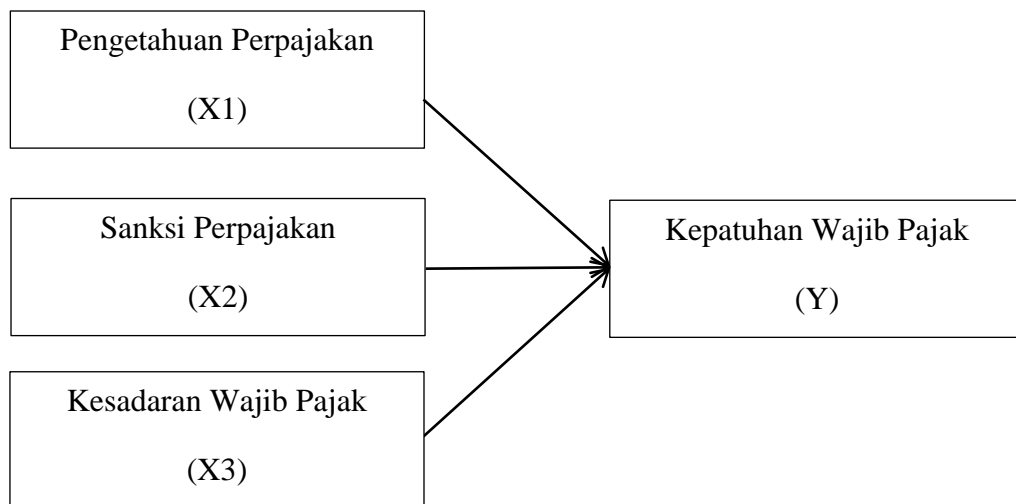 Pengetahuan Perpajakan
(X1)
Sanksi Perpajakan
(X2)
Kepatuhan Wajib Pajak
(Y)
Kesadaran Wajib Pajak
(X3)